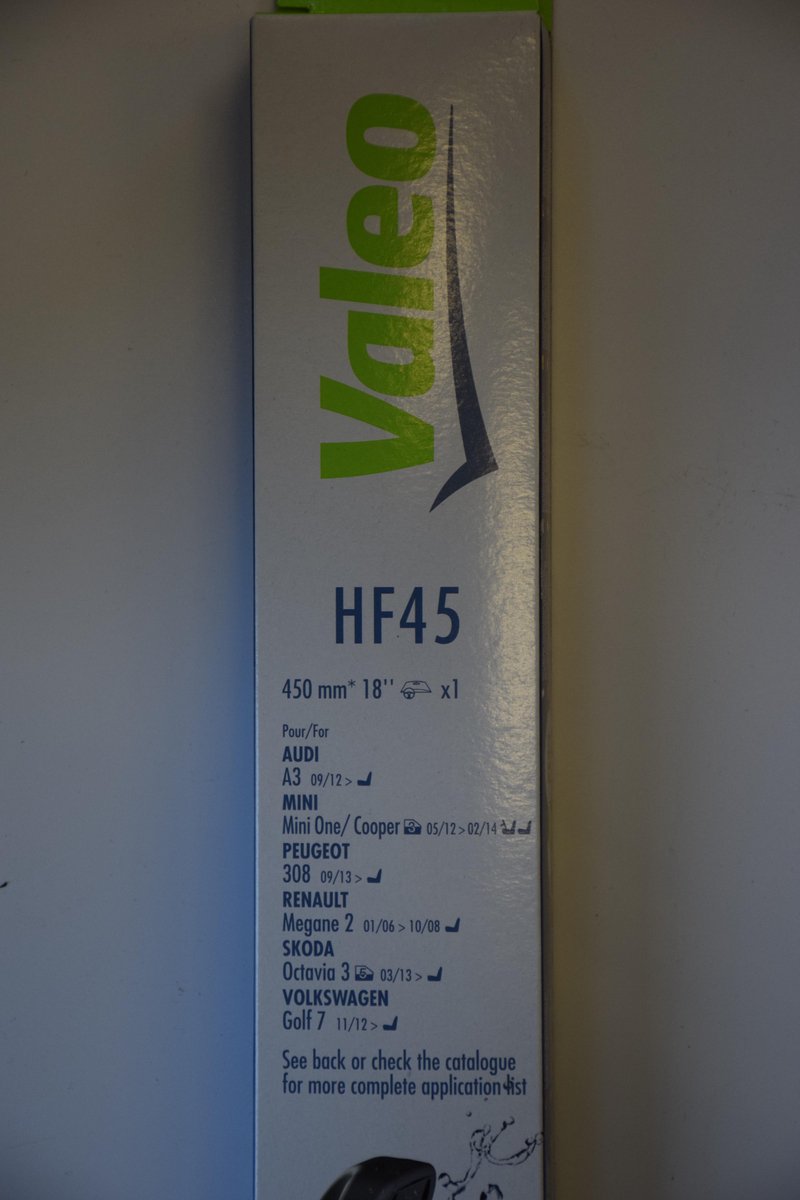 Valeo
HF45
450 mm* 18'' x1
Pour/For
AUDI
A3 09/12 >
MINI
Mini One/ Cooper 3 05/12 > 02/14
PEUGEOT
308 09/13 >
RENAULT
Megane 2 01/06 > 10/08
SKODA
Octavia 3 5 03/13 >
VOLKSWAGEN
Golf 7 11/12 >
See back or check the catalogue
for more complete application list